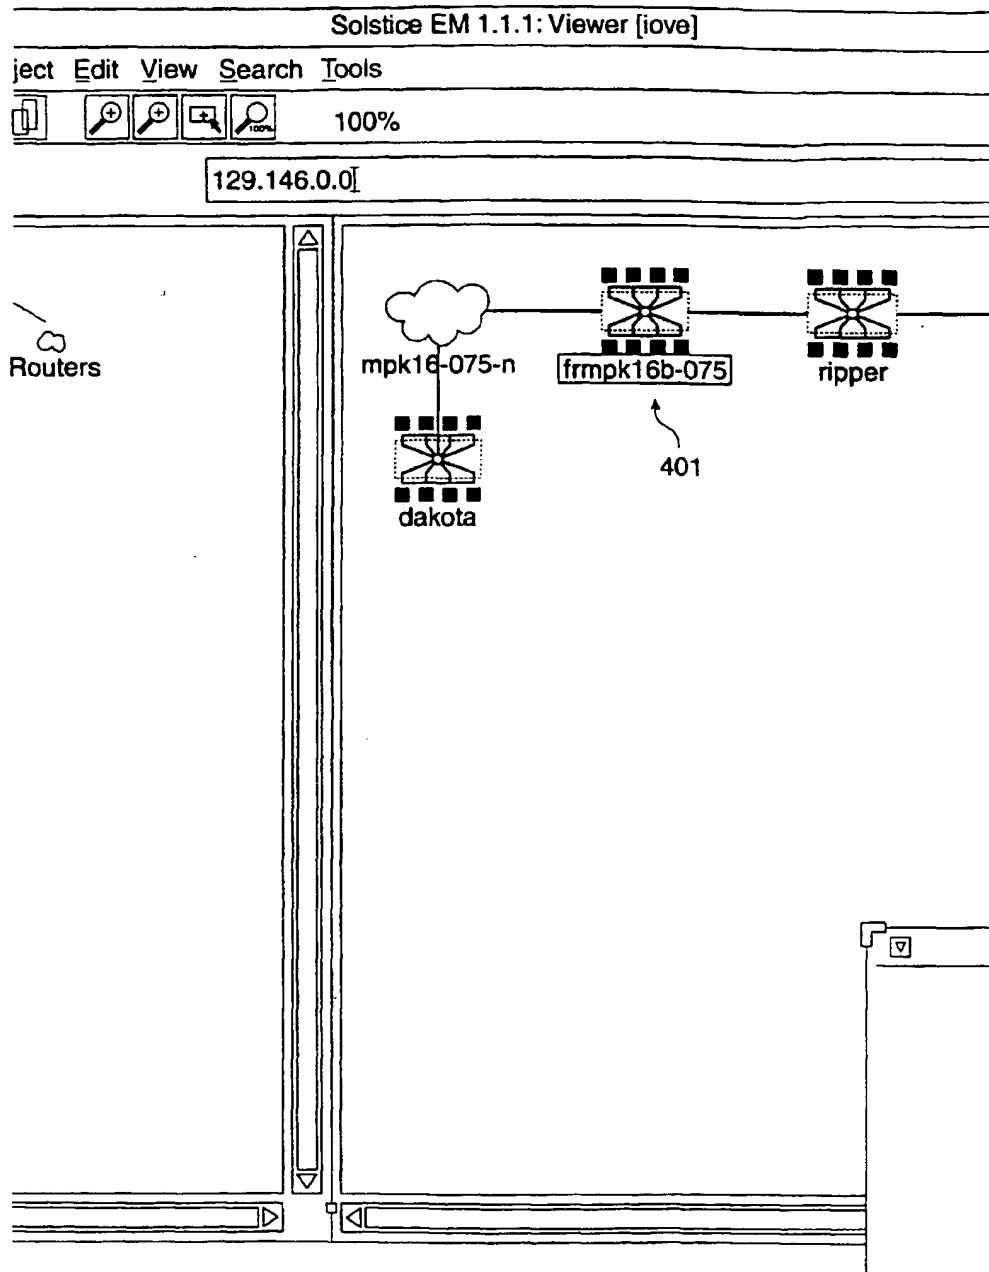 Solstice EM 1.1.1: Viewer [iove]
ject Edit View Search Tools
100% 100%
129.146.0.0
Routers
mpk16-075-n frmpk16b-075 ripper
401
dakota